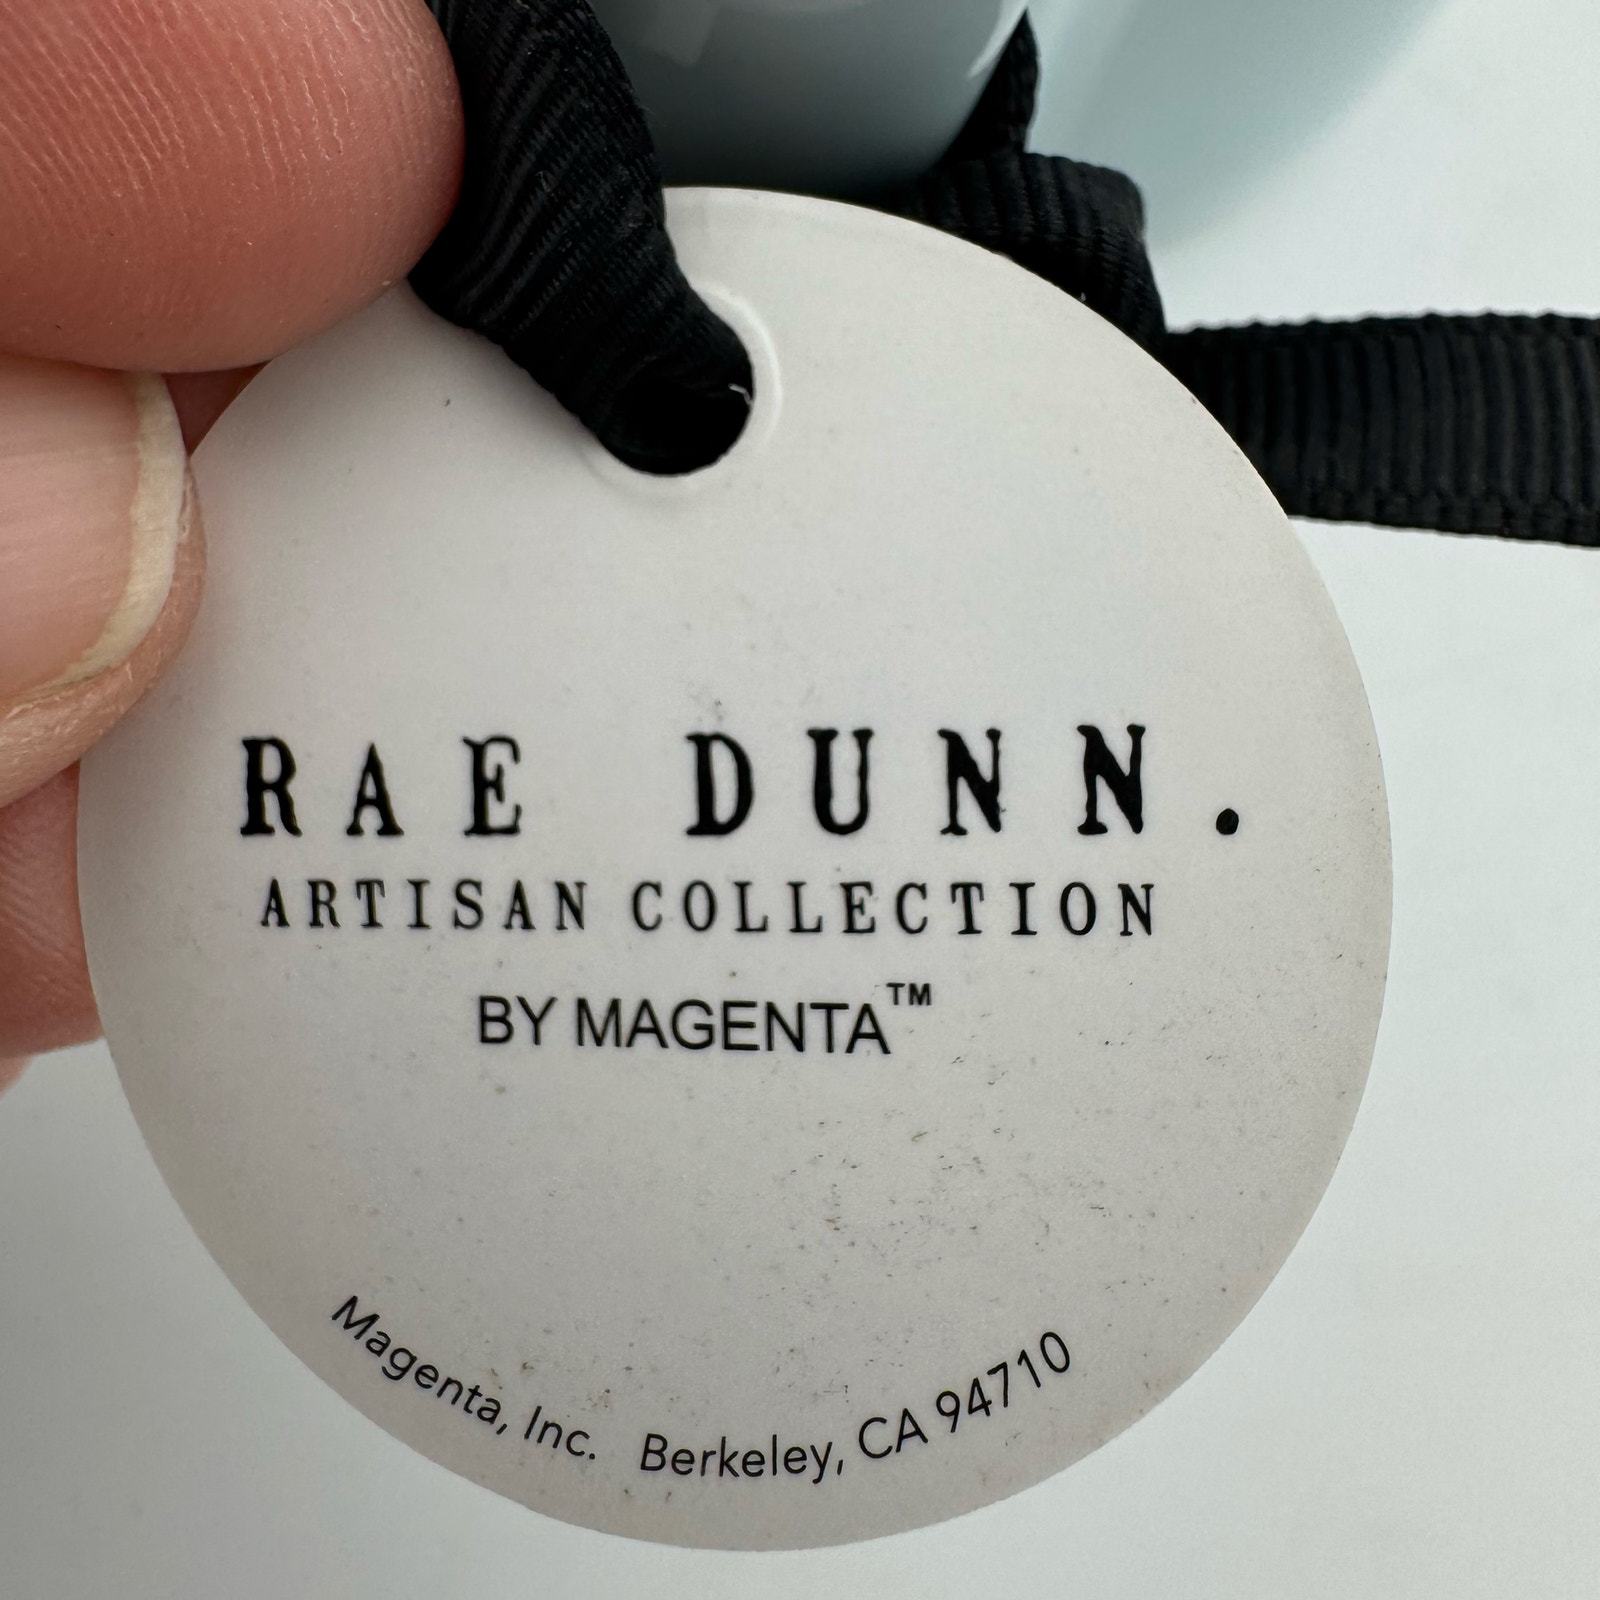 RAE DUNN.
ARTISAN COLLECTION
BY MAGENTA™
Magenta, Inc. Berkeley, CA 94710